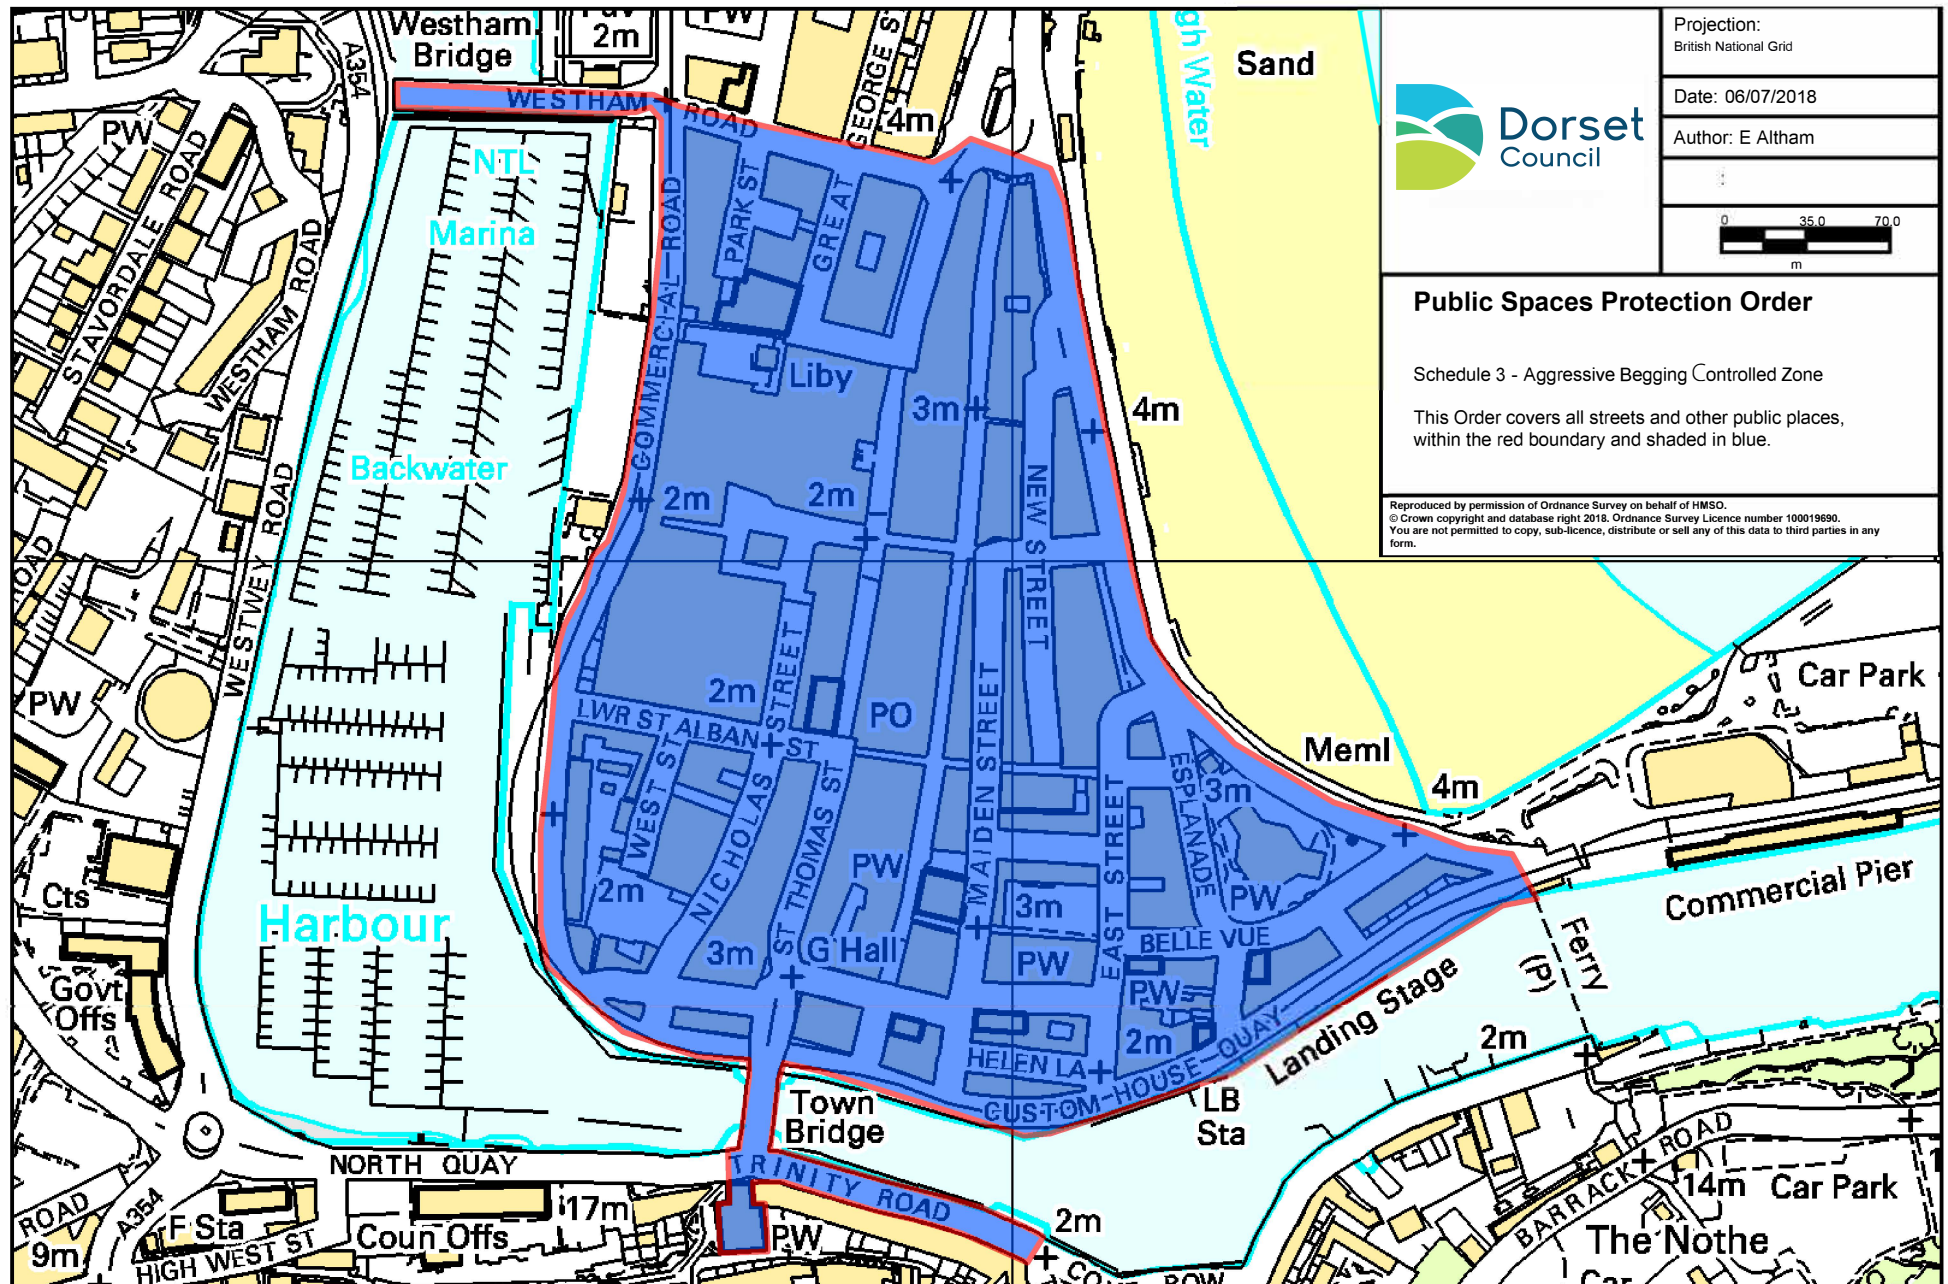 Westham
Bridge
2m
PW
GEORGE ST
4m
A354
WESTHAM
ROAD
PW
STAVORDALE ROAD
WESTHAM ROAD
WESTWEY ROAD
NTL
Marina
Backwater
Harbour
COMMERCIAL ROAD
PARK ST
GREAT
Liby
3m
2m
2m
4m
NEW STREET
Sand
gh Water
Dorset
Council
Projection:
British National Grid
Date: 06/07/2018
Author: E Altham
0 35.0 70.0
m
Public Spaces Protection Order
Schedule 3 - Aggressive Begging Controlled Zone
This Order covers all streets and other public places,
within the red boundary and shaded in blue.
Reproduced by permission of Ordnance Survey on behalf of HMSO.
© Crown copyright and database right 2018. Ordnance Survey Licence number 100019690.
You are not permitted to copy, sub-licence, distribute or sell any of this data to third parties in any
form.
ROAD
PW
2m
STREET
PO
LWR ST ALBAN ST
WEST ST
NICHOLAS
ST THOMAS ST
MAIDEN STREET
EAST STREET
ESPLANADE
3m
Meml
4m
Car Park
Commercial Pier
Ferry
(P)
Cts
Govt
Offs
2m
3m
PW
G Hall
3m
PW
PW
BELLE VUE
PW
2m
HELEN LA
CUSTOM HOUSE QUAY
Landing Stage
LB
Sta
2m
Town
Bridge
NORTH QUAY
TRINITY ROAD
ROAD
A354
9m
F Sta
HIGH WEST ST
Coun Offs
17m
PW
2m
ROW
BARRACK ROAD
14m
Car Park
The Nothe
Car